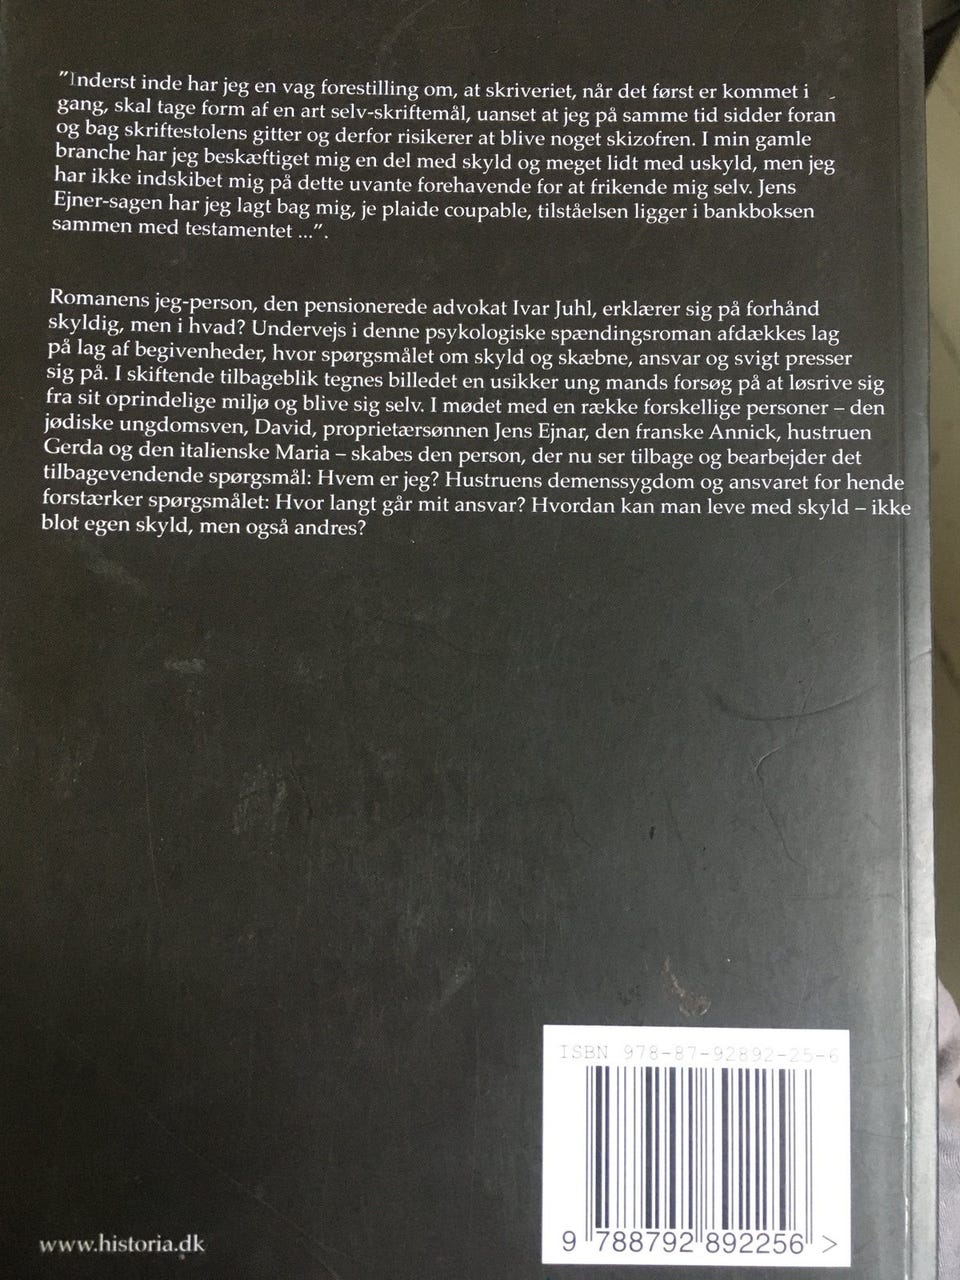 "Inderst inde har jeg en vag forestilling om, at skriveriet, når det først er kommet i
gang, skal tage form af en art selv-skriftemål, uanset at jeg på samme tid sidder foran
og bag skriftestolens gitter og derfor risikerer at blive noget skizofren. I min gamle
branche har jeg beskæftiget mig en del med skyld og meget lidt med uskyld, men jeg
har ikke indskibet mig på dette uvante forehavende for at frikende mig selv. Jens
Ejner-sagen har jeg lagt bag mig, je plaide coupable, tilståelsen ligger i bankboksen
sammen med testamentet ...".
Romanens jeg-person, den pensionerede advokat Ivar Juhl, erklærer sig på forhånd
skyldig, men i hvad? Undervejs i denne psykologiske spændingsroman afdækkes lag
på lag af begivenheder, hvor spørgsmålet om skyld og skæbne, ansvar og svigt presser
sig på. I skiftende tilbageblik tegnes billedet en usikker ung mands forsøg på at løsrive sig
fra sit oprindelige miljø og blive sig selv. I mødet med en række forskellige personer – den
jødiske ungdomsven, David, proprietærsønnen Jens Ejnar, den franske Annick, hustruen
Gerda og den italienske Maria – skabes den person, der nu ser tilbage og bearbejder det
tilbagevendende spørgsmål: Hvem er jeg? Hustruens demenssygdom og ansvaret for hende
forstærker spørgsmålet: Hvor langt går mit ansvar? Hvordan kan man leve med skyld – ikke
blot egen skyld, men også andres?
ISBN 978-87-92892-25-6
9 788792 892256 >
www.historia.dk